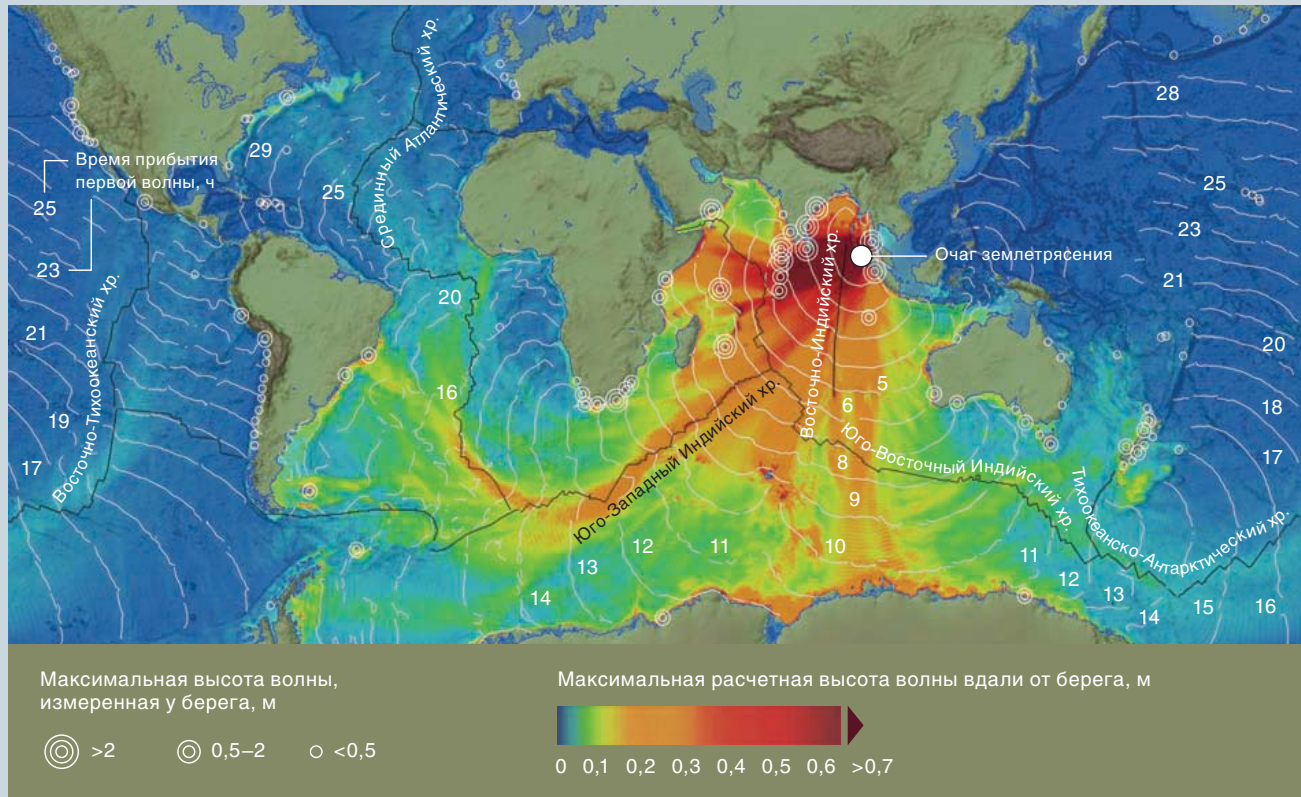 Срединный Атлантический хр.
28
29
Время прибытия
первой волны, ч
25
25
25
23
23
Очаг землетрясения
21
20
21
20
Восточно-Тихоокеанский хр.
Восточно-Индийский хр.
16
5
6
19
18
17
17
Юго-Западный Индийский хр.
Юго-Восточный Индийский хр.
8
9
Тихоокеанско-Антарктический хр.
10
11
12
13
14
11
12
13
14
15
16
Максимальная высота волны,
измеренная у берега, м
>2
0,5–2
<0,5
Максимальная расчетная высота волны вдали от берега, м
0 0,1 0,2 0,3 0,4 0,5 0,6 >0,7